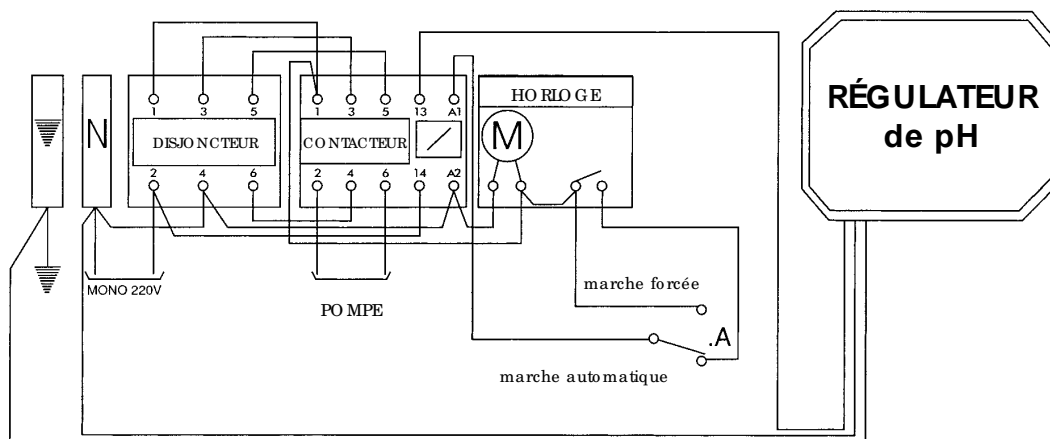 1 3 5
1 3 5 13 A1
HORLOGE
N
DISJONCTEUR
CONTACTEUR
M
2 4 6
2 4 6 14 A2
MONO 220V
POMPE
marche forcée
.A
marche automatique
RÉGULATEUR
de pH